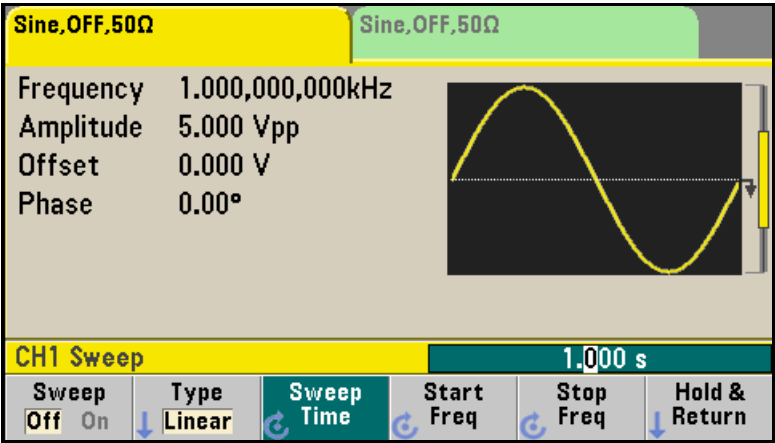 Sine,OFF,50Ω Sine,OFF,50Ω
Frequency 1.000,000,000kHz
Amplitude 5.000 Vpp
Offset 0.000 V
Phase 0.00°
CH1 Sweep 1.000 s
Sweep Type Sweep Start Stop Hold &
Off On Linear Time Freq Freq Return